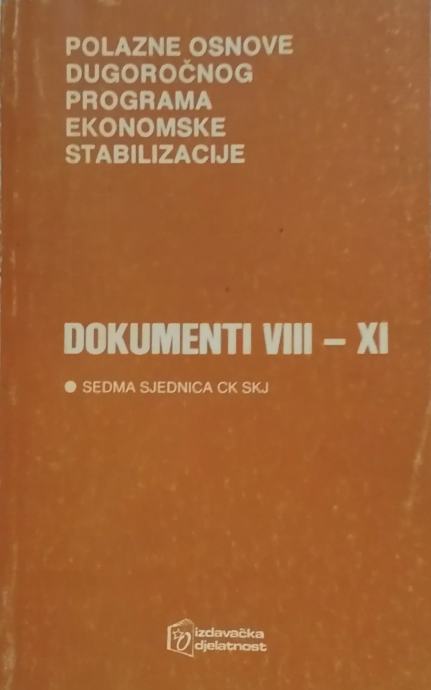 POLAZNE OSNOVE
DUGOROČNOG
PROGRAMA
EKONOMSKE
STABILIZACIJE
DOKUMENTI VIII – XI
● SEDMA SJEDNICA CK SKJ
izdavačka
djelatnost